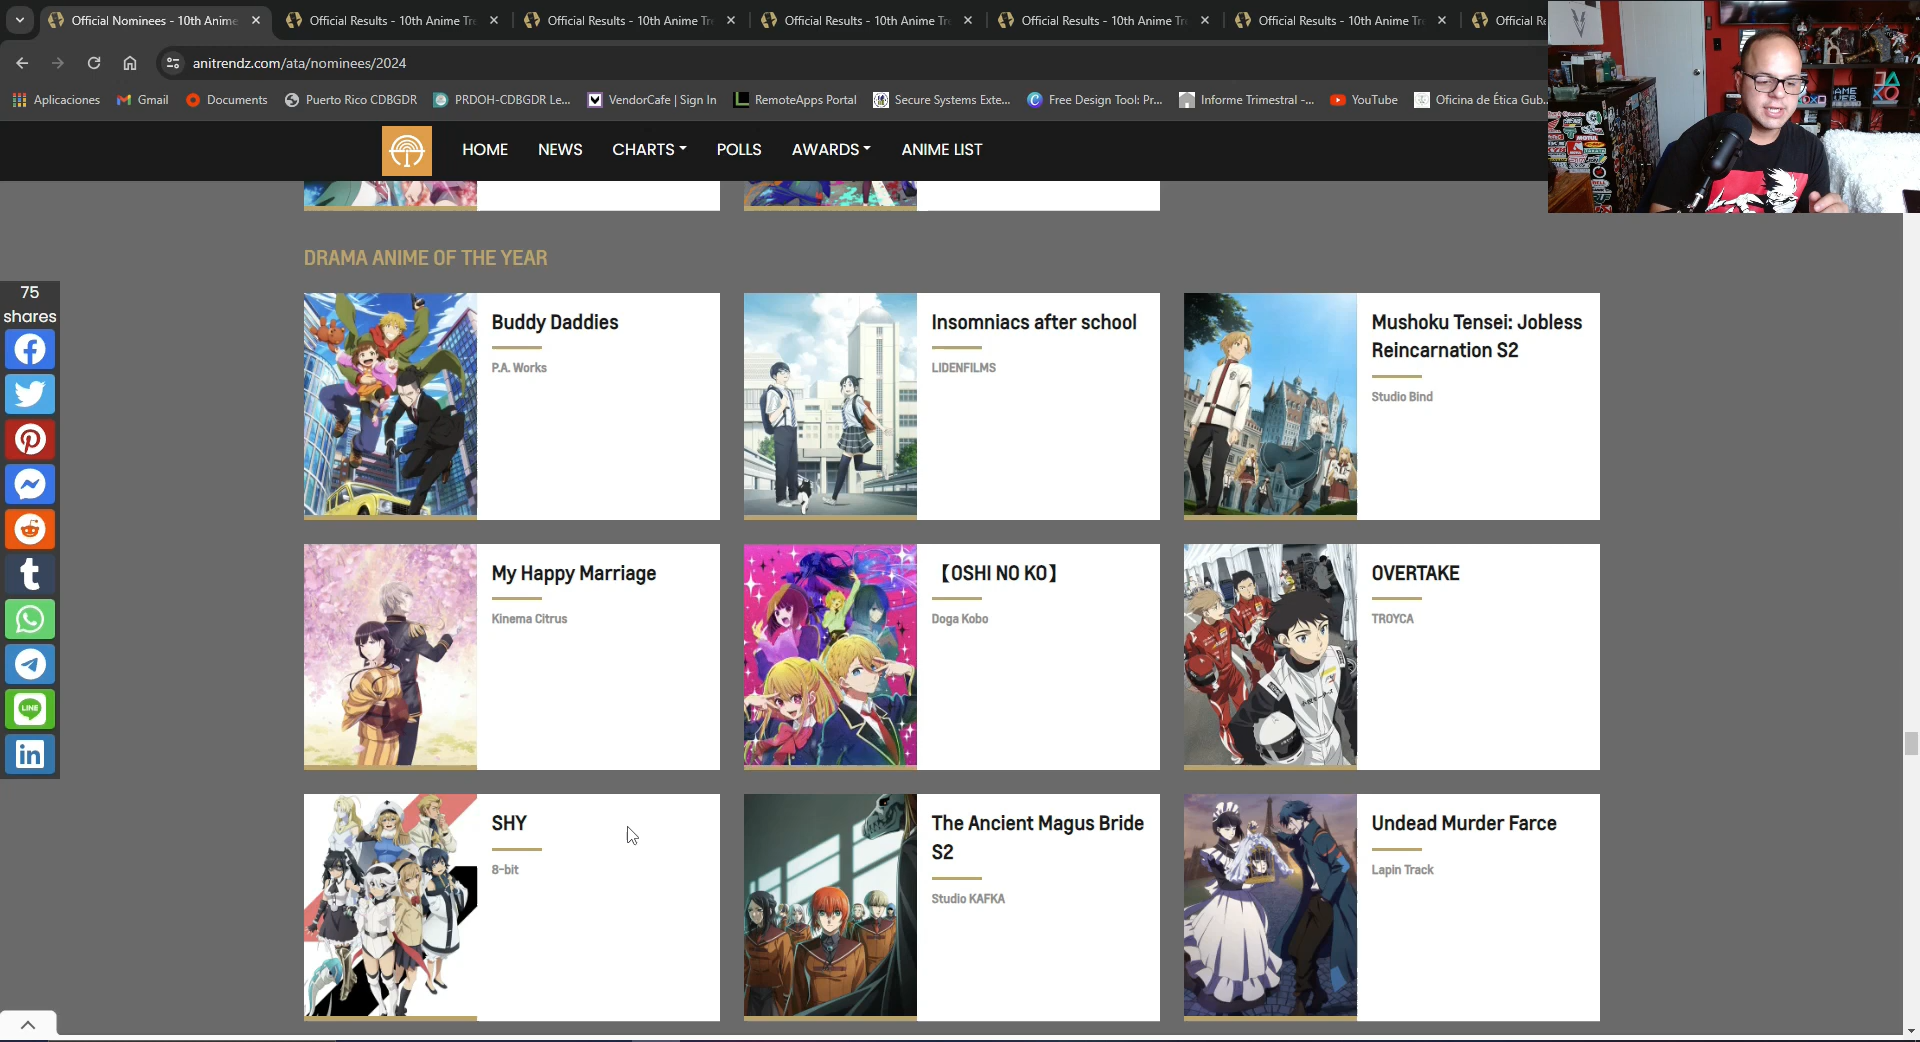 Official Nominees - 10th Anime
Official Results - 10th Anime Tre
Official Results - 10th Anime Tr
Official Results - 10th Anime Tre
Official Results - 10th Anime Tr
Official Results - 10th Anime Tre
Official Re
anitrendz.com/ata/nominees/2024
Aplicaciones
Gmail
Documents
Puerto Rico CDBGDR
PRDOH-CDBGDR Le...
VendorCafe | Sign In
RemoteApps Portal
Secure Systems Exte...
Free Design Tool: Pr...
Informe Trimestral -...
YouTube
Oficina de Ética Gub...
HOME NEWS CHARTS POLLS AWARDS ANIME LIST
DRAMA ANIME OF THE YEAR
75
shares
LINE
Buddy Daddies
P.A. Works
Insomniacs after school
LIDENFILMS
Mushoku Tensei: Jobless
Reincarnation S2
Studio Bind
My Happy Marriage
Kinema Citrus
【OSHI NO KO】
Doga Kobo
OVERTAKE
TROYCA
SHY
8-bit
The Ancient Magus Bride
S2
Studio KAFKA
Undead Murder Farce
Lapin Track